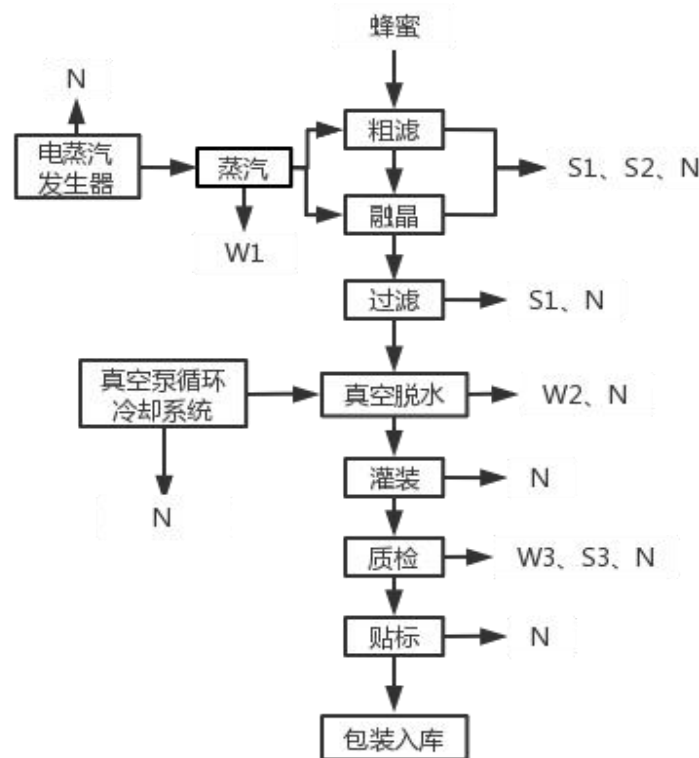 蜂蜜
N
粗滤
电蒸汽
发生器
蒸汽
S1、S2、N
融晶
W1
过滤
S1、N
真空泵循环
冷却系统
真空脱水
W2、N
灌装
N
N
质检
W3、S3、N
贴标
N
包装入库